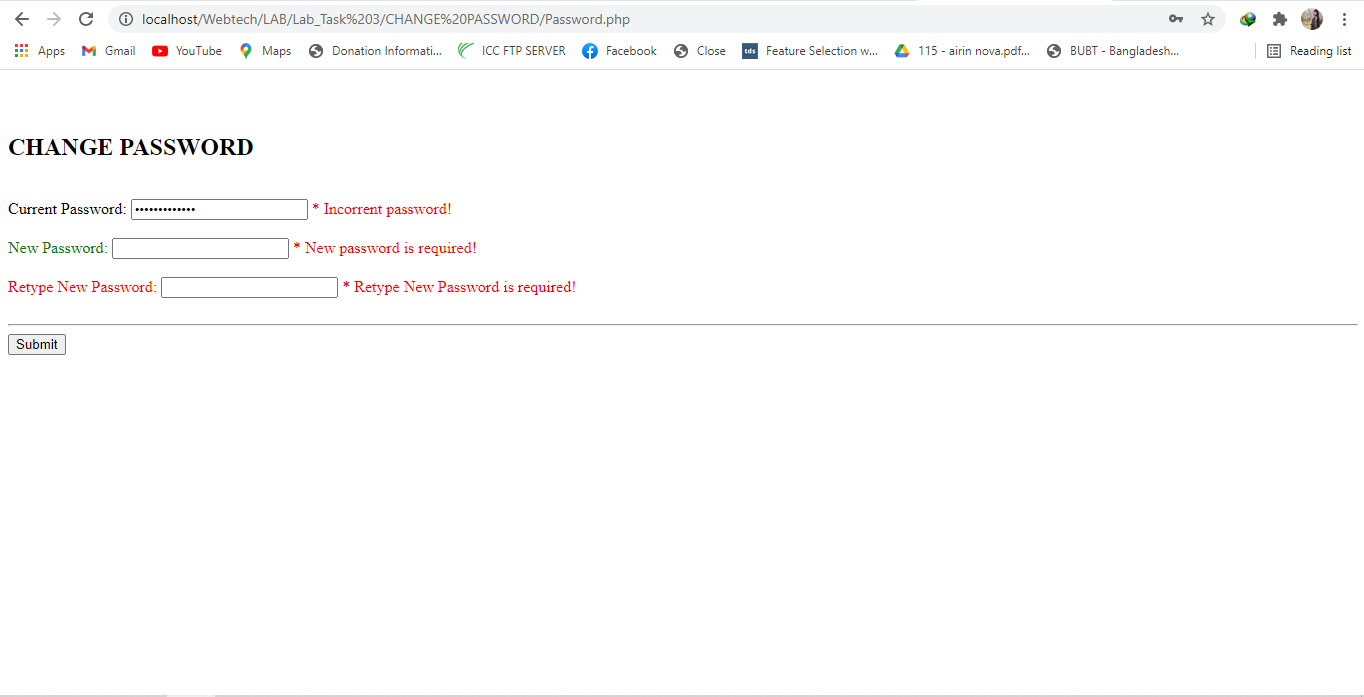 localhost/Webtech/LAB/Lab_Task%203/CHANGE%20PASSWORD/Password.php
Apps Gmail YouTube Maps Donation Informati... ICC FTP SERVER Facebook Close tds Feature Selection w... 115 - airin nova.pdf... BUBT - Bangladesh... Reading list
CHANGE PASSWORD
Current Password: ············· * Incorrent password!
New Password: * New password is required!
Retype New Password: * Retype New Password is required!
Submit